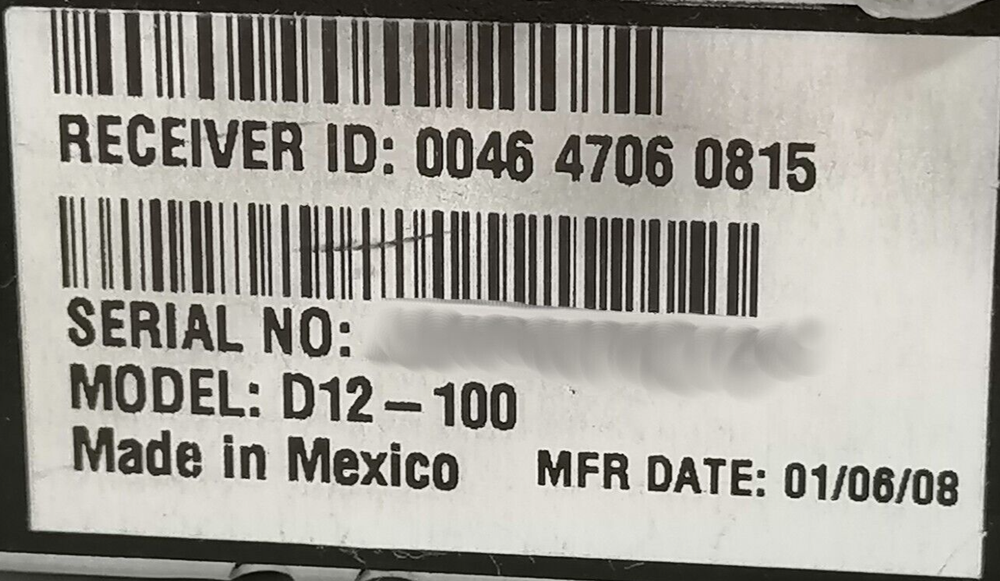 RECEIVER ID: 0046 4706 0815
SERIAL NO:
MODEL: D12-100
Made in Mexico MFR DATE: 01/06/08